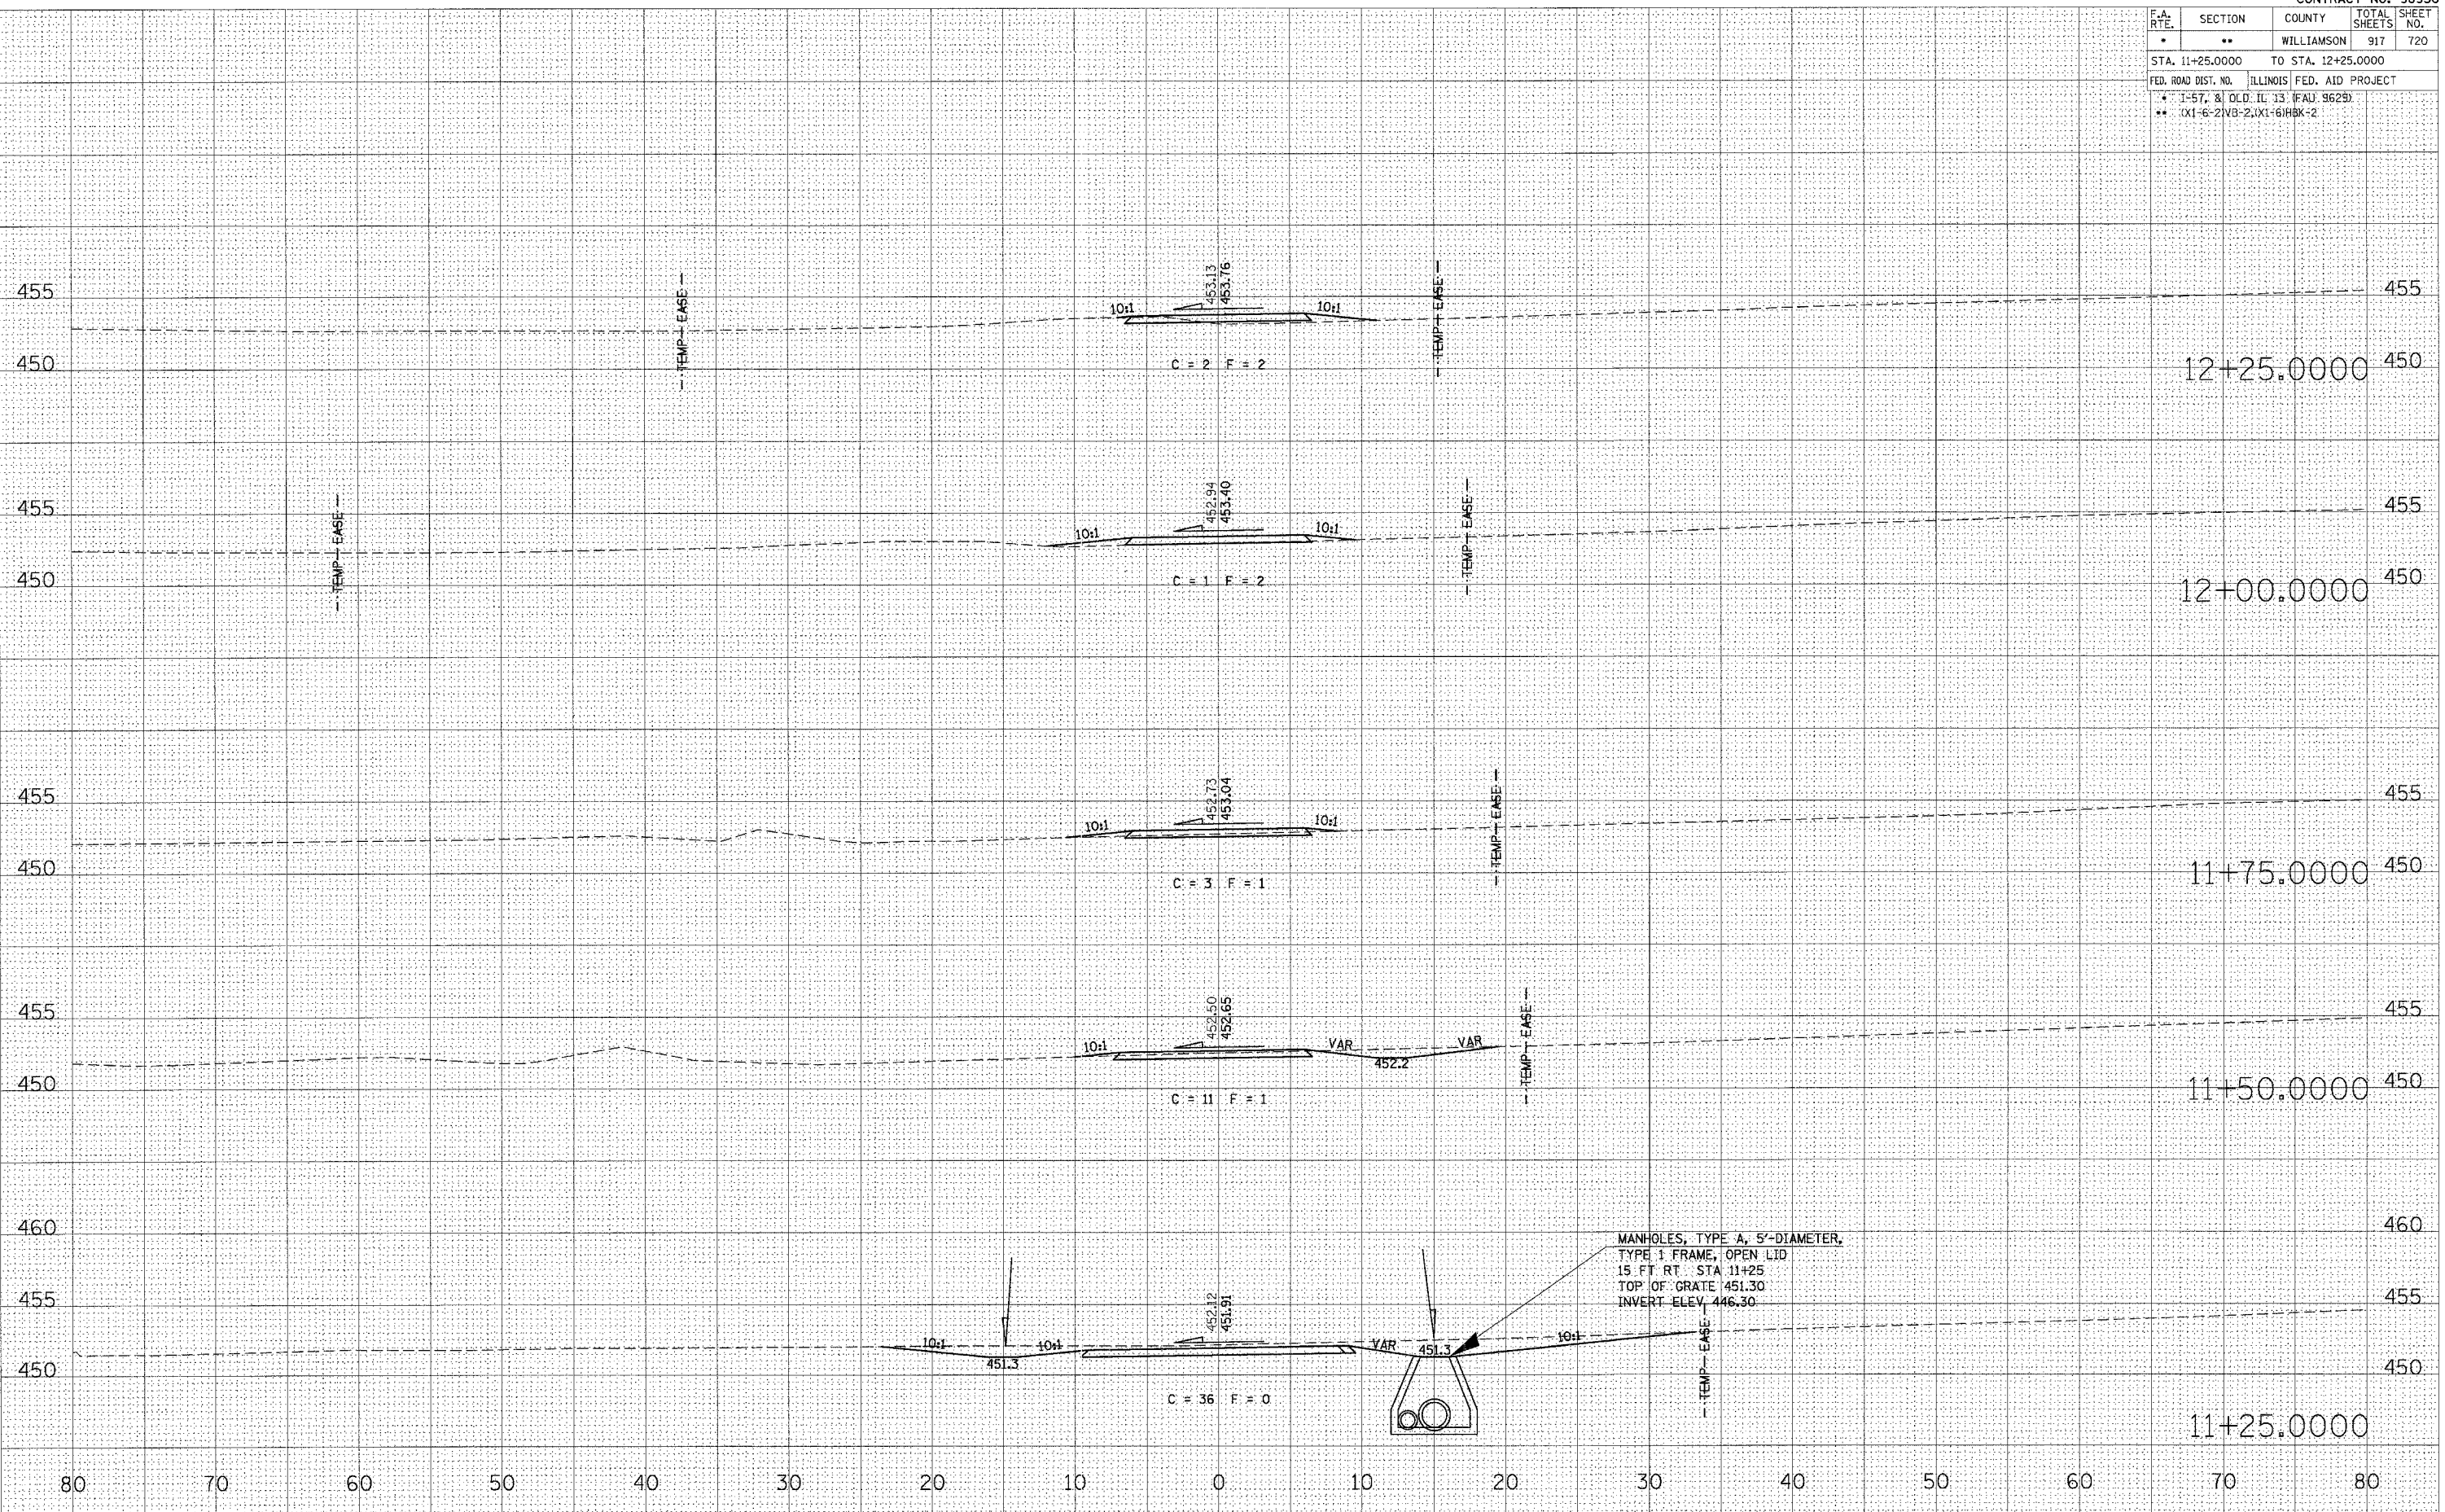 F.A. RTE. SECTION COUNTY TOTAL SHEETS SHEET NO.
* ** WILLIAMSON 917 720
STA. 11+25.0000 TO STA. 12+25.0000
FED. ROAD DIST. NO. ILLINOIS FED. AID PROJECT
* I-57, & OLD IL 13 (FAU 9629)
** (X1-6-2)VB-2,(X1-6)HBK-2
453.13
453.76
455 - TEMP - EASE - 10:1 10:1 - TEMP - EASE - 455
450 C = 2 F = 2 12+25.0000 450
452.94
453.40
455 - TEMP - EASE - 10:1 10:1 - TEMP - EASE - 455
450 C = 1 F = 2 12+00.0000 450
452.73
453.04
455 10:1 10:1 - TEMP - EASE - 455
450 C = 3 F = 1 11+75.0000 450
452.50
452.65
455 10:1 VAR VAR - TEMP - EASE - 455
452.2
450 C = 11 F = 1 11+50.0000 450
460 460
MANHOLES, TYPE A, 5'-DIAMETER,
TYPE 1 FRAME, OPEN LID
15 FT RT STA 11+25
TOP OF GRATE 451.30
INVERT ELEV. 446.30
452.12
451.91
455 455
10:1 10:1 VAR 10:1 - TEMP - EASE -
451.3 451.3
450 450
C = 36 F = 0
11+25.0000
80 70 60 50 40 30 20 10 0 10 20 30 40 50 60 70 80